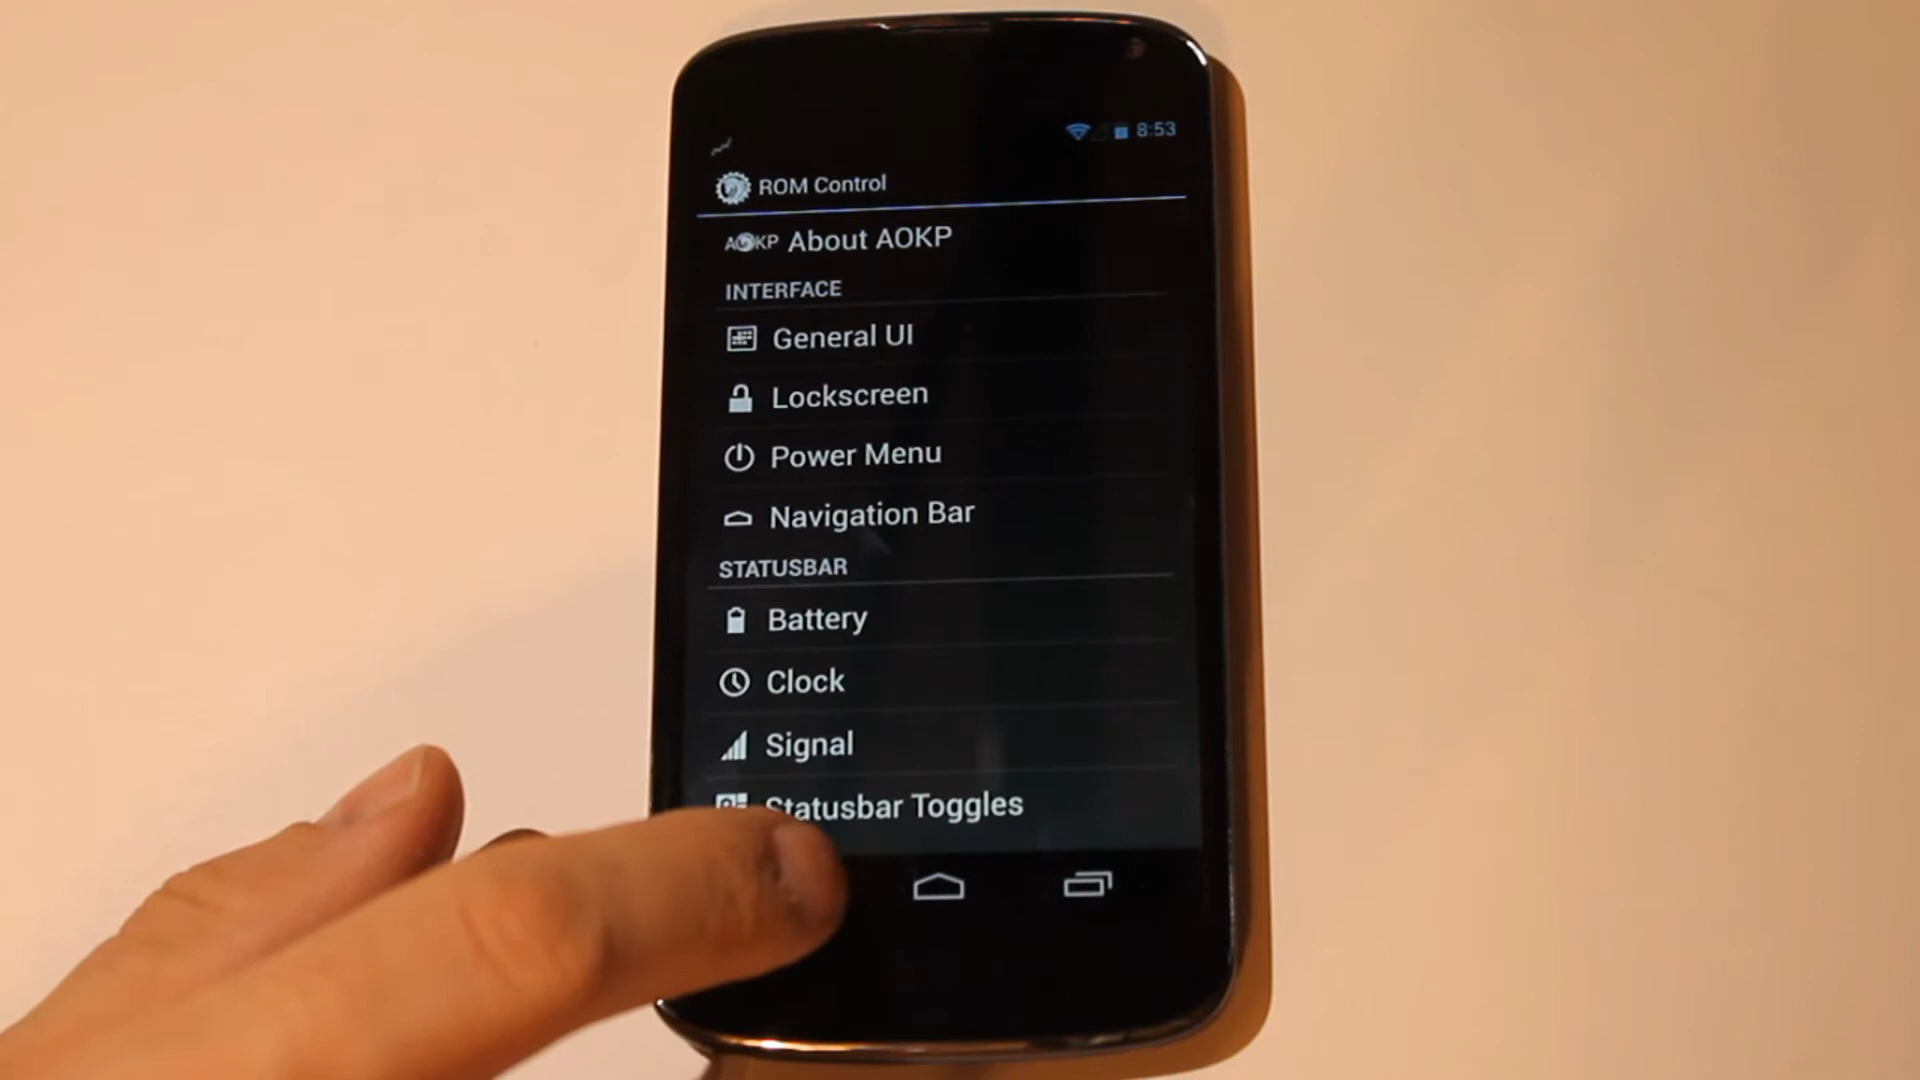 8:53
ROM Control
AOKP About AOKP
INTERFACE
General UI
Lockscreen
Power Menu
Navigation Bar
STATUSBAR
Battery
Clock
Signal
Statusbar Toggles